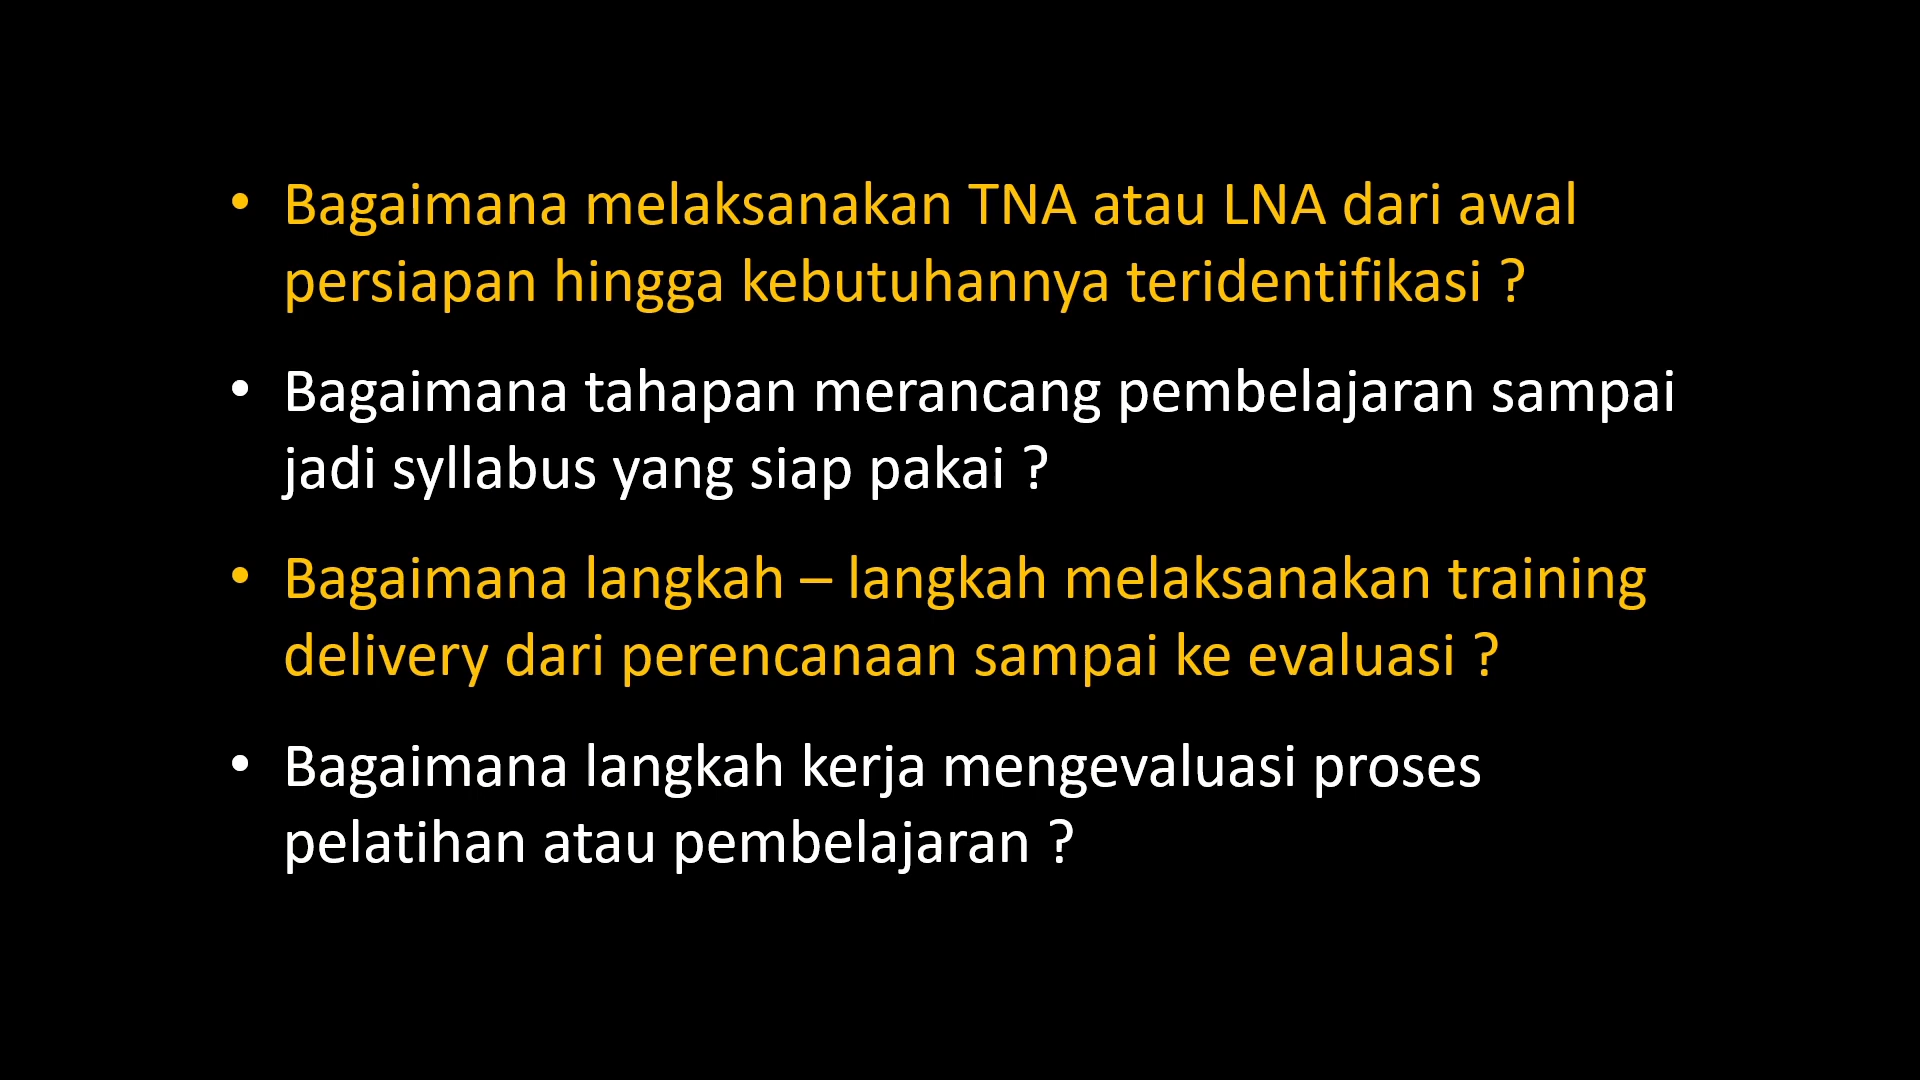 • Bagaimana melaksanakan TNA atau LNA dari awal
persiapan hingga kebutuhannya teridentifikasi ?
• Bagaimana tahapan merancang pembelajaran sampai
jadi syllabus yang siap pakai ?
• Bagaimana langkah – langkah melaksanakan training
delivery dari perencanaan sampai ke evaluasi ?
• Bagaimana langkah kerja mengevaluasi proses
pelatihan atau pembelajaran ?